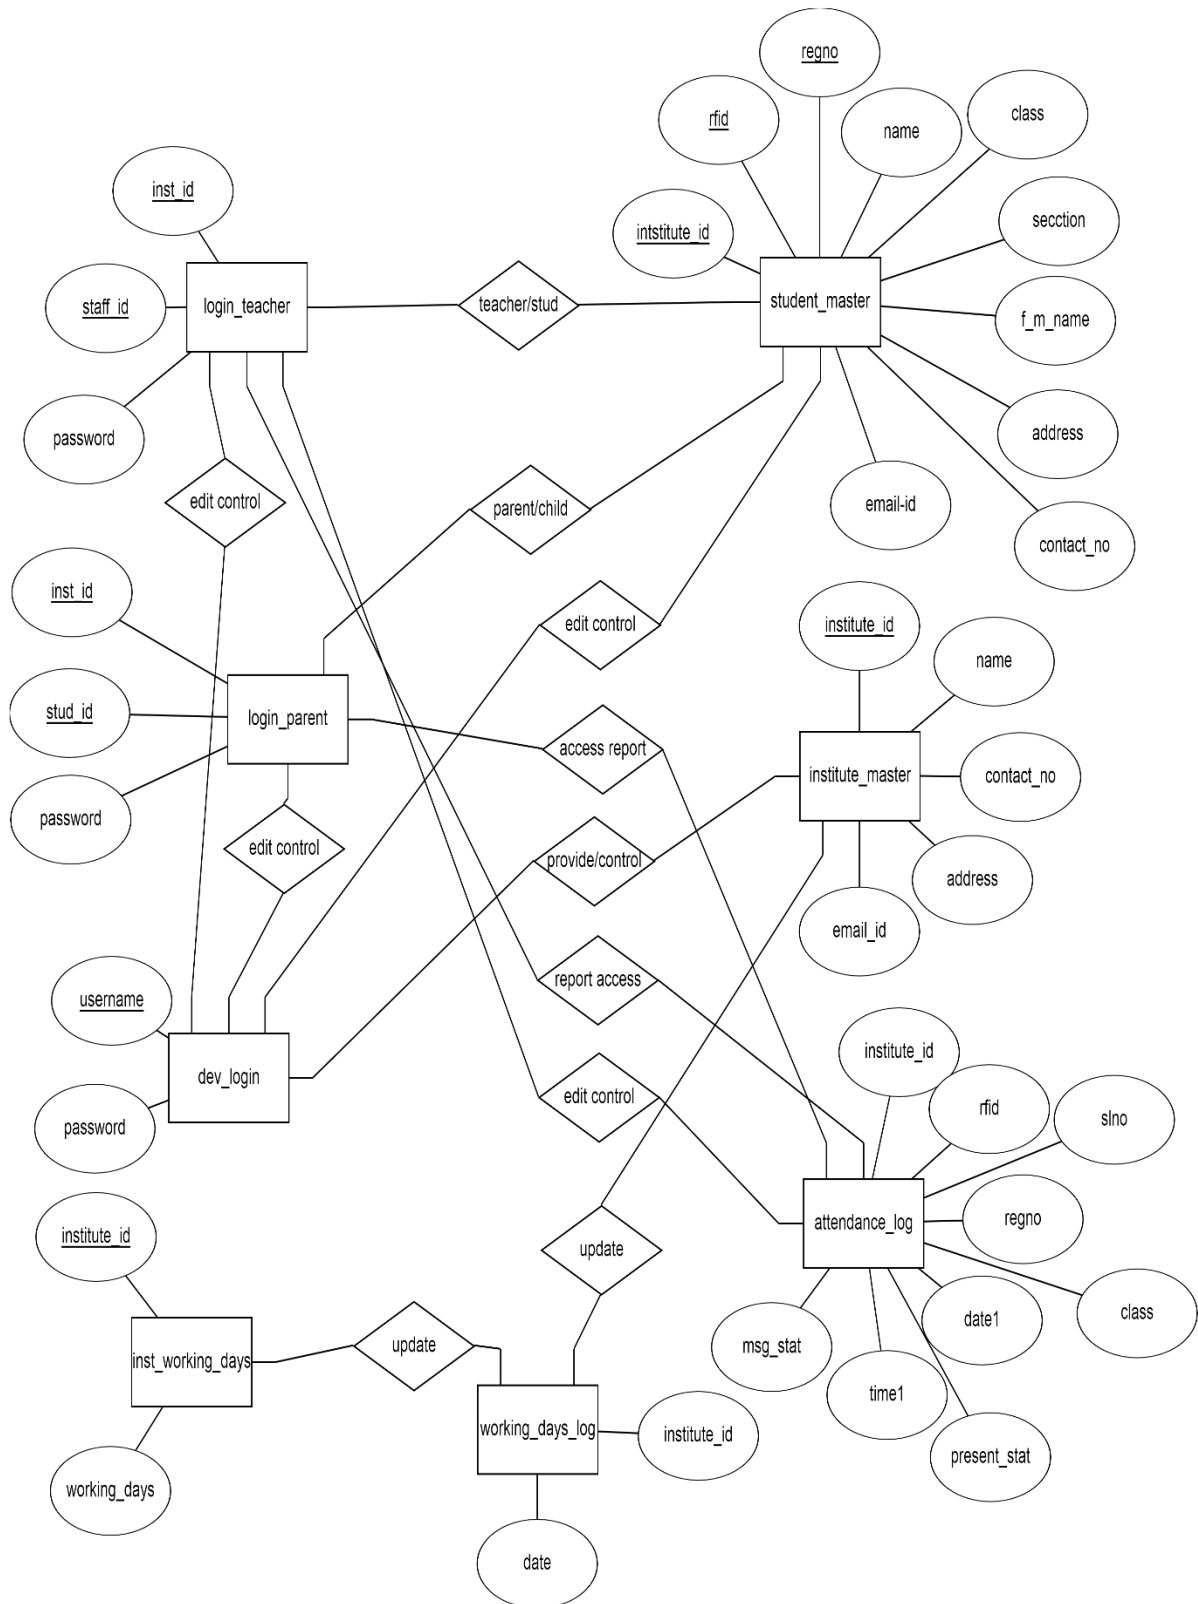 regno
rfid
name
class
inst_id
intstitute_id
secction
staff_id
login_teacher
teacher/stud
student_master
f_m_name
password
address
edit control
parent/child
email-id
contact_no
inst_id
edit control
institute_id
name
stud_id
login_parent
access report
institute_master
contact_no
password
edit control
provide/control
address
email_id
username
report access
institute_id
dev_login
edit control
rfid
slno
password
institute_id
update
attendance_log
regno
date1
class
inst_working_days
update
msg_stat
time1
working_days_log
institute_id
present_stat
working_days
date